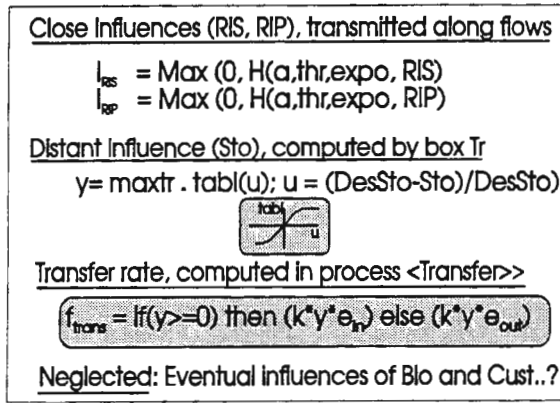 Close Influences (RIS, RIP), transmitted along flows
I_RIS = Max (0, H(a,thr,expo, RIS)
I_RIP = Max (0, H(a,thr,expo, RIP)
Distant Influence (Sto), computed by box Tr
y= maxtr . tabl(u); u = (DesSto-Sto)/DesSto)
tabl
u
Transfer rate, computed in process <Transfer>>
f_trans = If(y>=0) then (k*y*e_in) else (k*y*e_out)
Neglected: Eventual influences of Blo and Cust..?